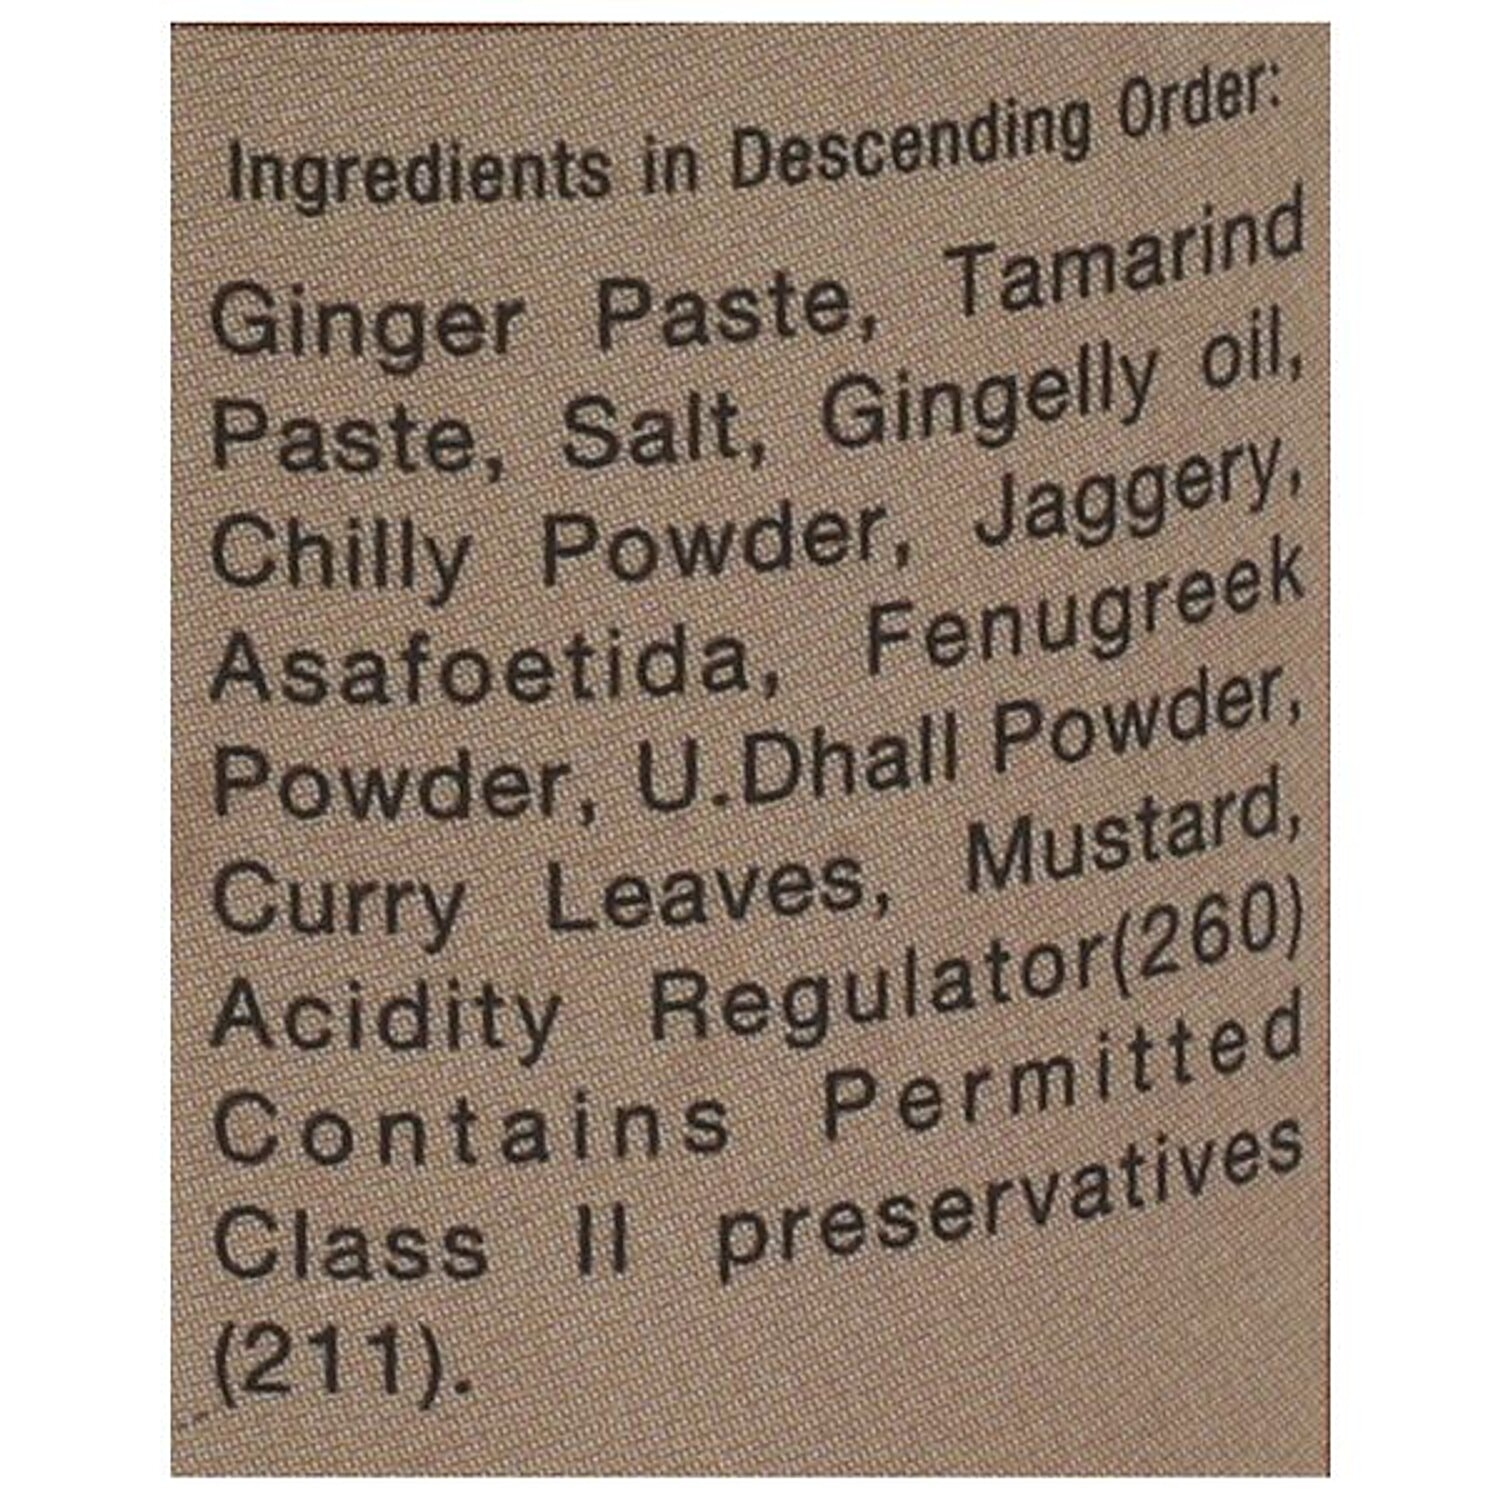 Ingredients in Descending Order:
Ginger Paste, Tamarind
Paste, Salt, Gingelly oil,
Chilly Powder, Jaggery,
Asafoetida, Fenugreek
Powder, U.Dhall Powder,
Curry Leaves, Mustard,
Acidity Regulator(260)
Contains Permitted
Class II preservatives
(211).